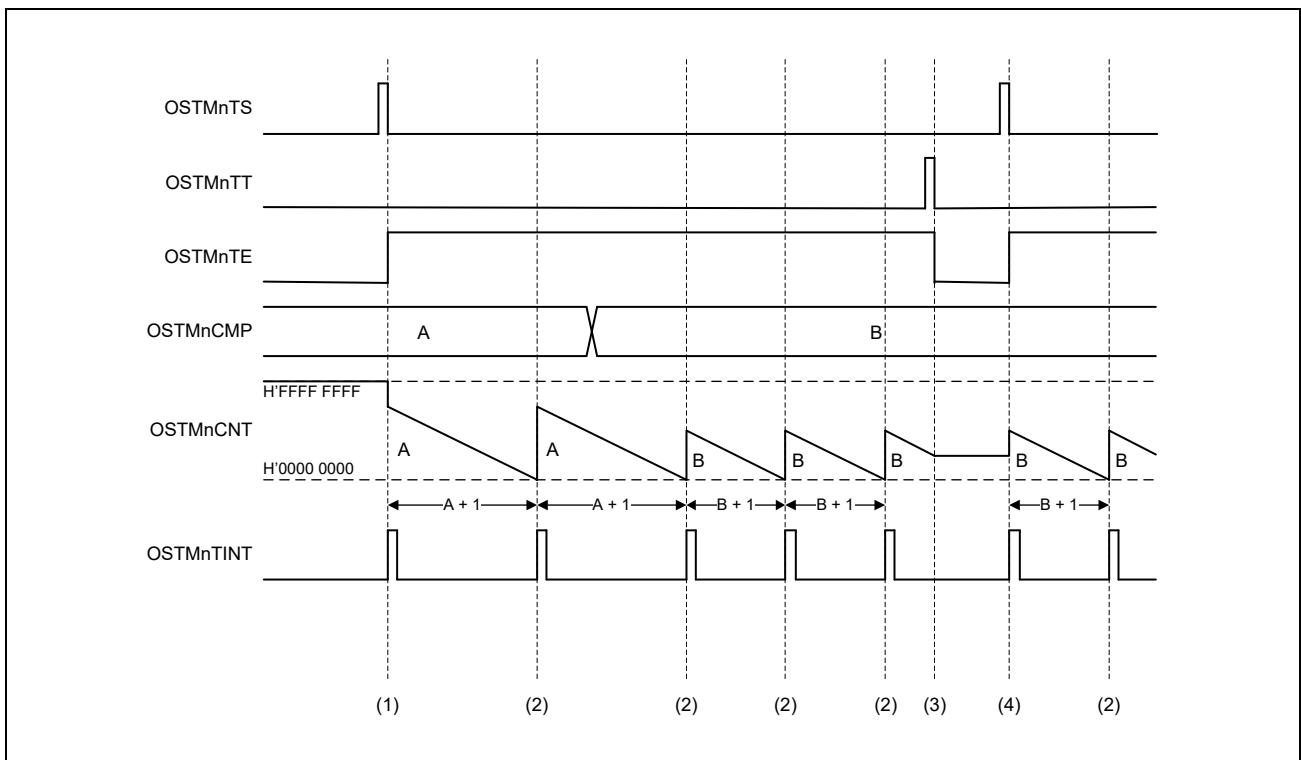 OSTMnTS
OSTMnTT
OSTMnTE
OSTMnCMP
A
B
H'FFFF FFFF
OSTMnCNT
A
A
B
B
B
B
B
H'0000 0000
A + 1
A + 1
B + 1
B + 1
B + 1
OSTMnTINT
(1)
(2)
(2)
(2)
(2)
(3)
(4)
(2)